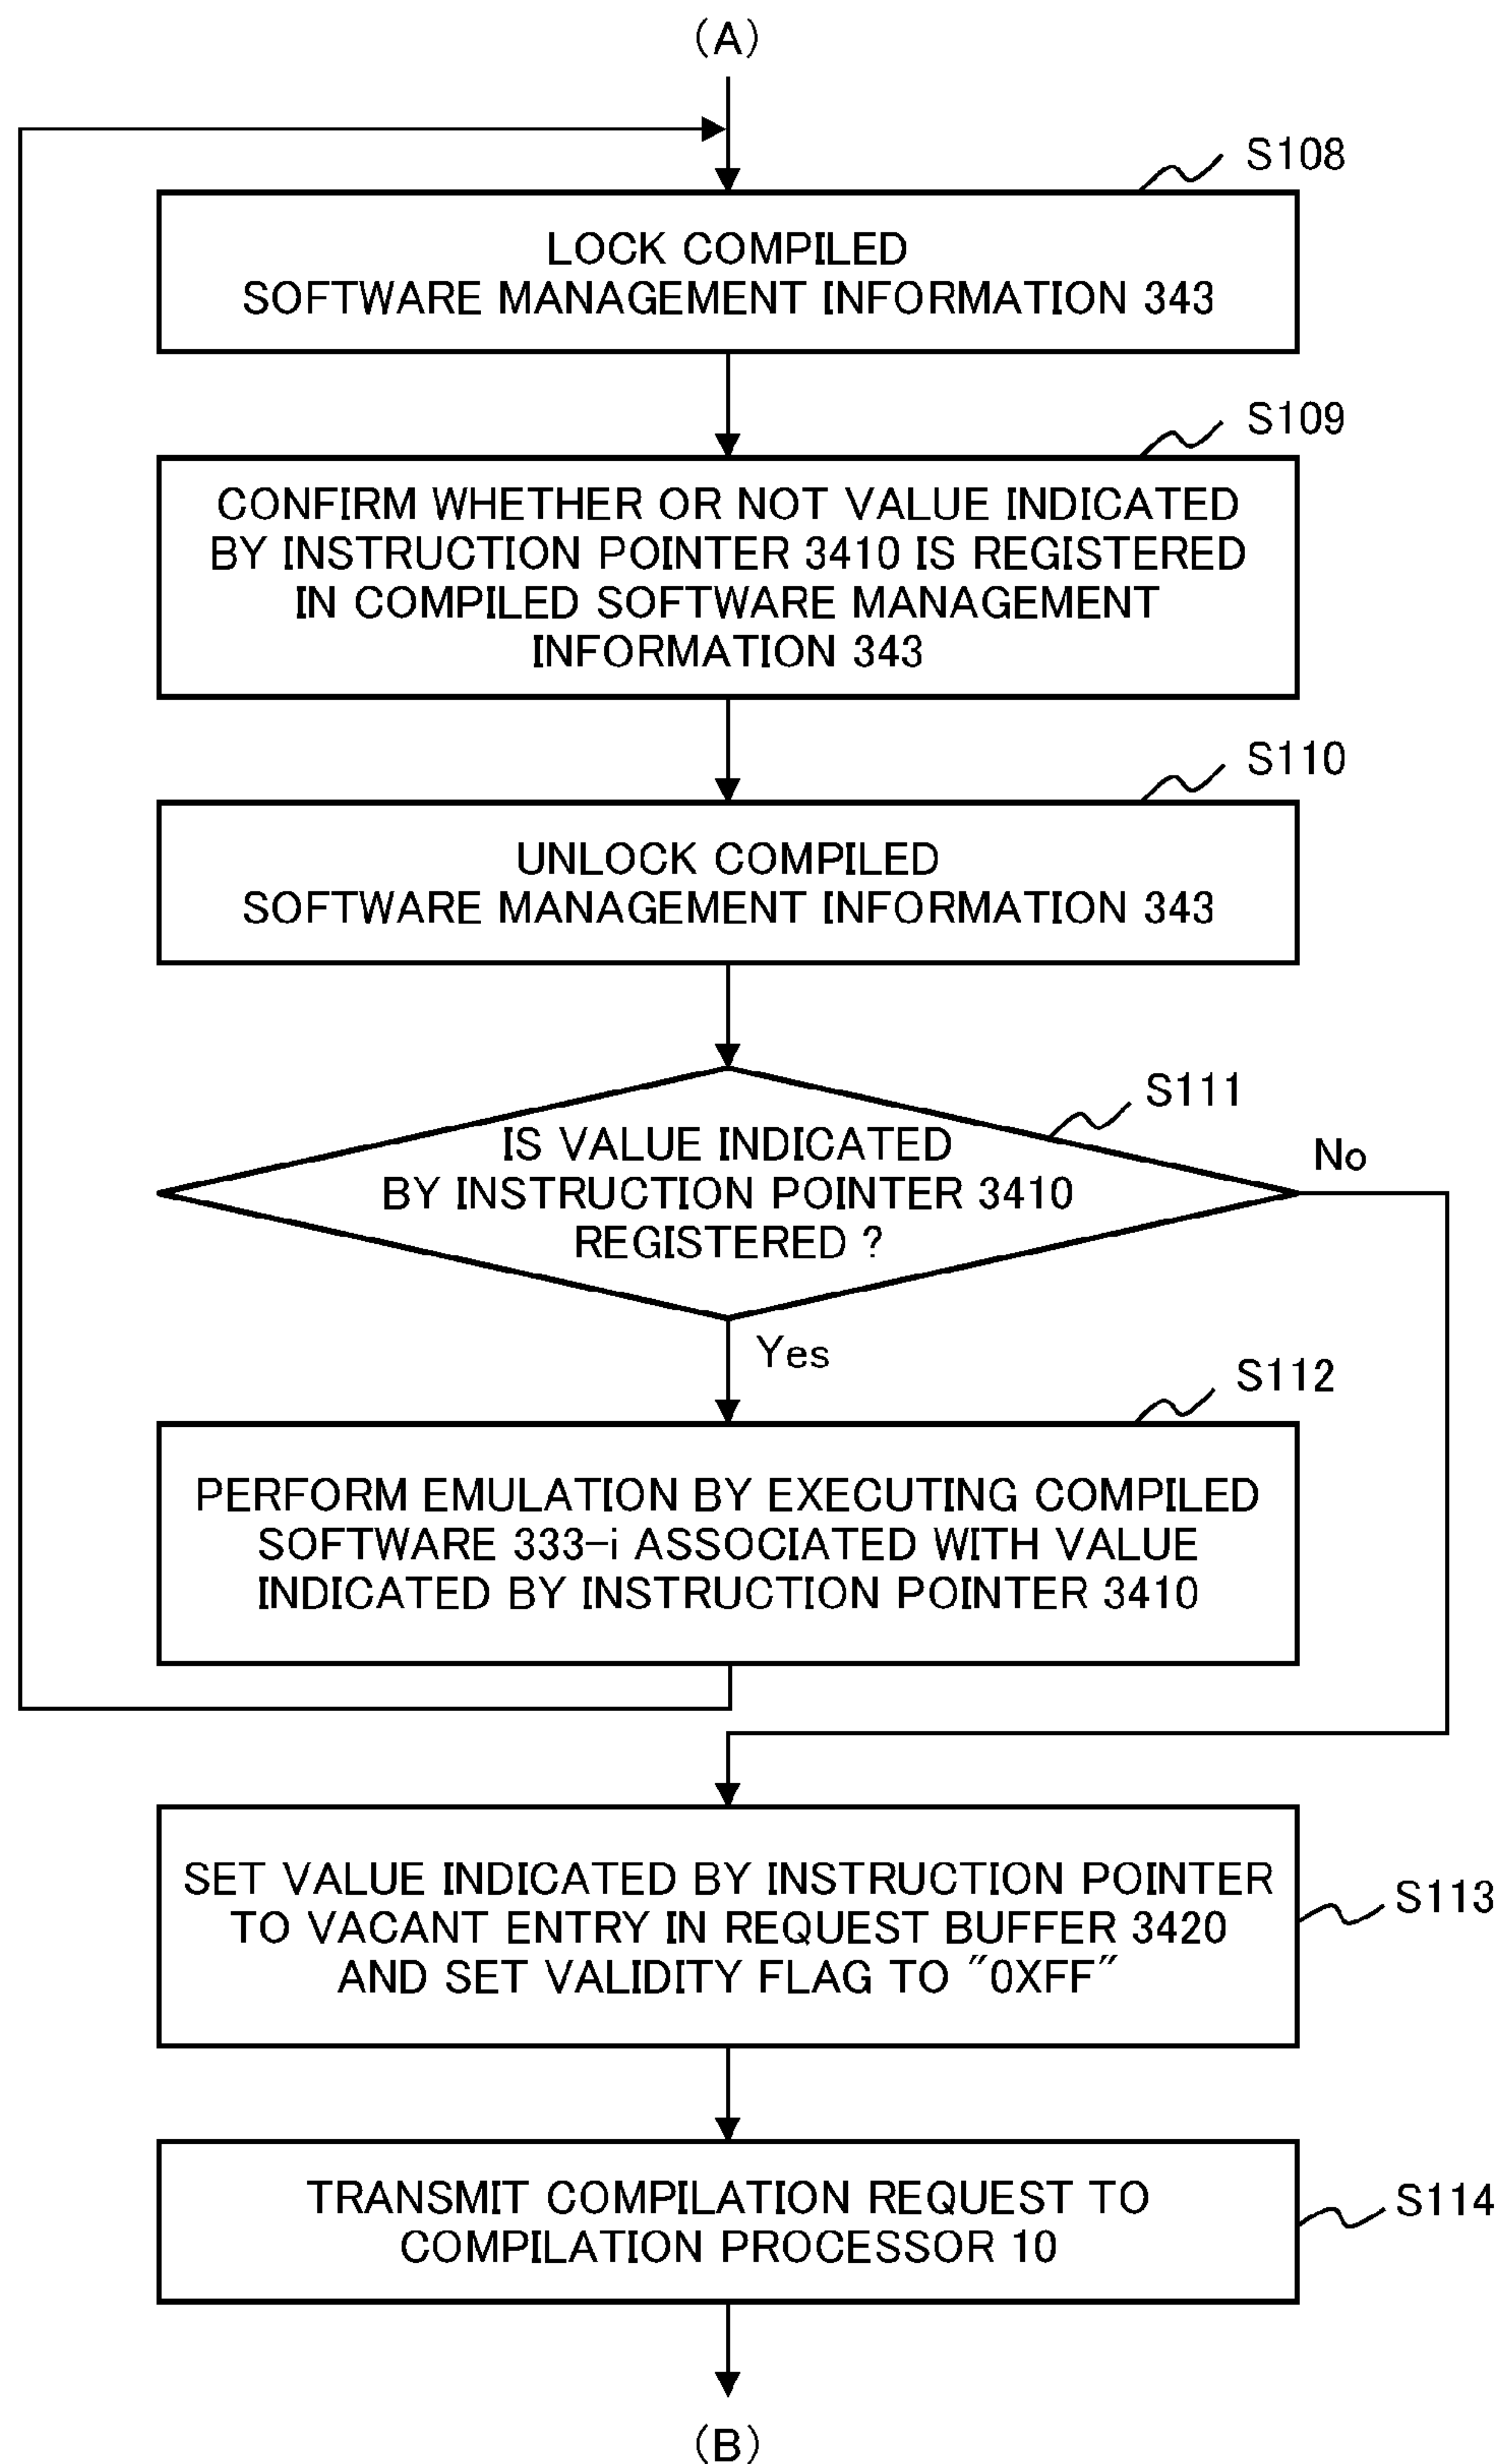 (A)
S108
LOCK COMPILED
SOFTWARE MANAGEMENT INFORMATION 343
S109
CONFIRM WHETHER OR NOT VALUE INDICATED
BY INSTRUCTION POINTER 3410 IS REGISTERED
IN COMPILED SOFTWARE MANAGEMENT
INFORMATION 343
S110
UNLOCK COMPILED
SOFTWARE MANAGEMENT INFORMATION 343
S111
IS VALUE INDICATED
BY INSTRUCTION POINTER 3410
REGISTERED ?
No
Yes
S112
PERFORM EMULATION BY EXECUTING COMPILED
SOFTWARE 333-i ASSOCIATED WITH VALUE
INDICATED BY INSTRUCTION POINTER 3410
SET VALUE INDICATED BY INSTRUCTION POINTER
TO VACANT ENTRY IN REQUEST BUFFER 3420
AND SET VALIDITY FLAG TO "0XFF"
S113
TRANSMIT COMPILATION REQUEST TO
COMPILATION PROCESSOR 10
S114
(B)